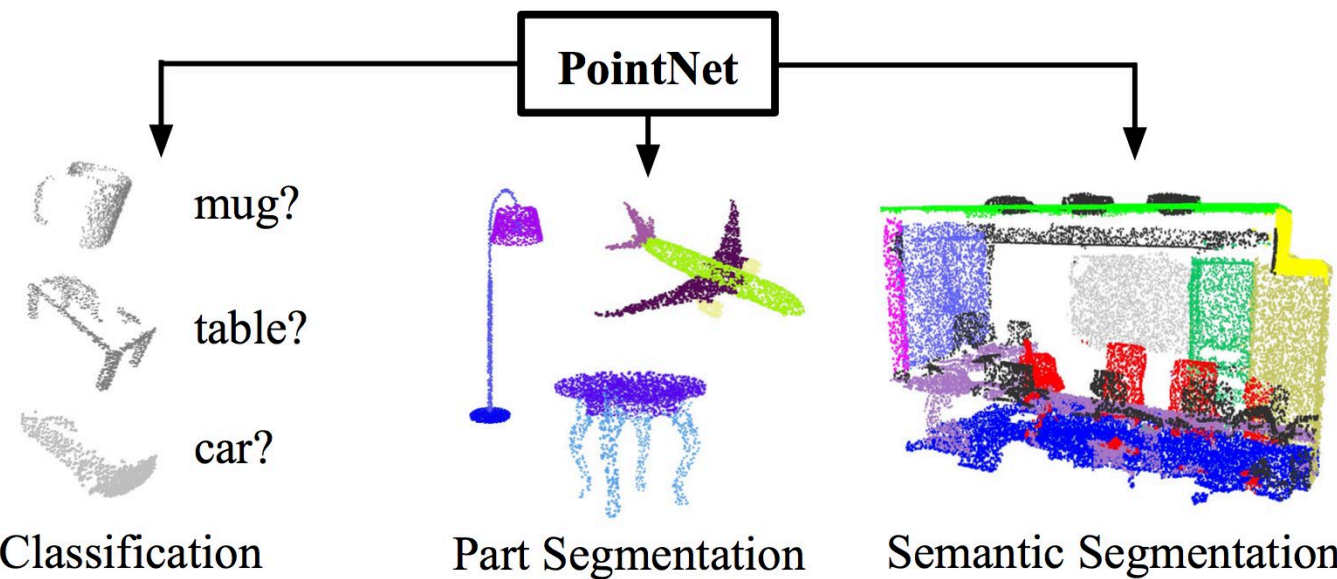 PointNet
mug?
table?
car?
Classification
Part Segmentation
Semantic Segmentation